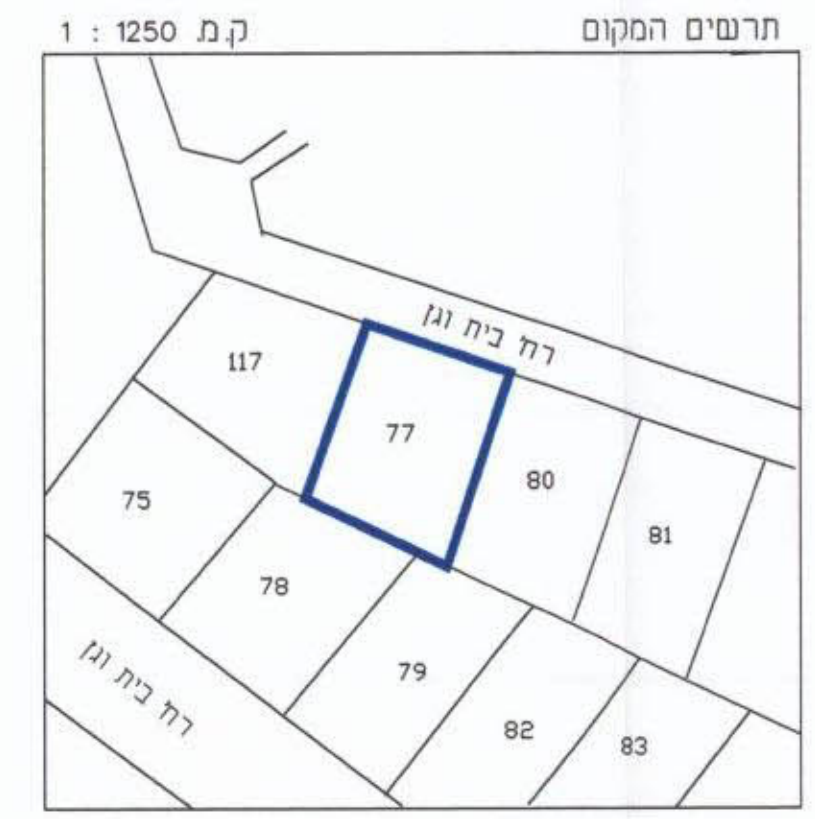 תרשים המקום
ק.מ. 1250 : 1
רח' בית וגן
117
77
80
81
75
78
79
82
83
רח' בית וגן